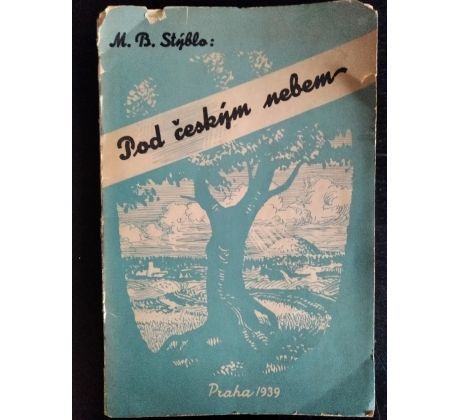 M. B. Stýblo:
Pod českým nebem
Praha 1939